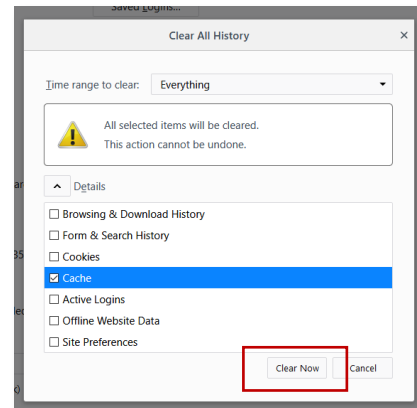 Saved Logins...
Clear All History
Time range to clear: Everything
All selected items will be cleared.
This action cannot be undone.
Details
Browsing & Download History
Form & Search History
Cookies
Cache
Active Logins
Offline Website Data
Site Preferences
Clear Now Cancel